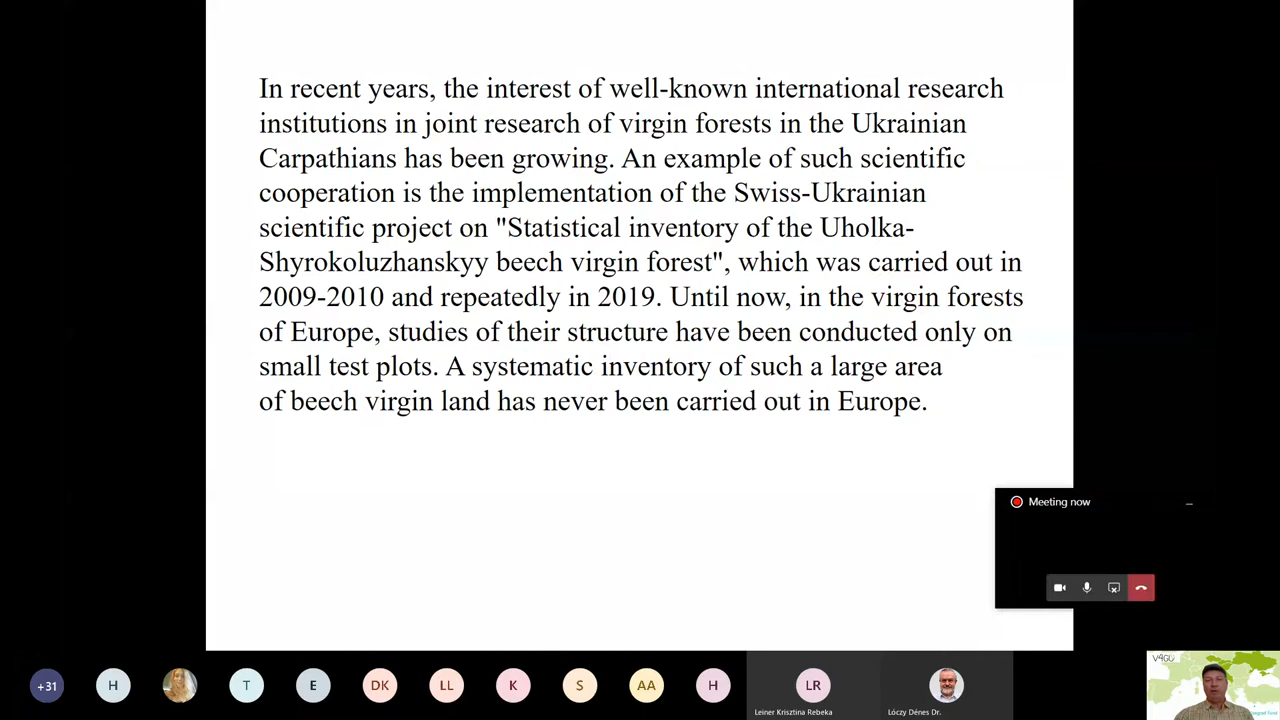 In recent years, the interest of well-known international research
institutions in joint research of virgin forests in the Ukrainian
Carpathians has been growing. An example of such scientific
cooperation is the implementation of the Swiss-Ukrainian
scientific project on "Statistical inventory of the Uholka-
Shyrokoluzhanskyy beech virgin forest", which was carried out in
2009-2010 and repeatedly in 2019. Until now, in the virgin forests
of Europe, studies of their structure have been conducted only on
small test plots. A systematic inventory of such a large area
of beech virgin land has never been carried out in Europe.
Meeting now
+31
H
T
E
DK
LL
K
S
AA
H
LR
Leiner Krisztina Rebeka
Lóczy Dénes Dr.